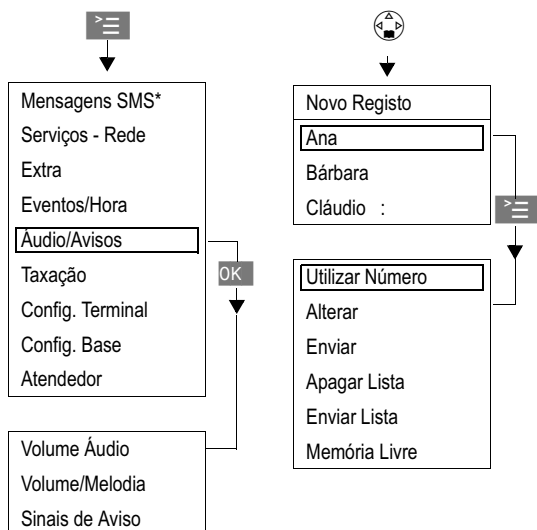 Mensagens SMS*
Serviços - Rede
Extra
Eventos/Hora
Áudio/Avisos
Taxação
Config. Terminal
Config. Base
Atendedor
OK
Volume Áudio
Volume/Melodia
Sinais de Aviso
Novo Registo
Ana
Bárbara
Cláudio :
Utilizar Número
Alterar
Enviar
Apagar Lista
Enviar Lista
Memória Livre